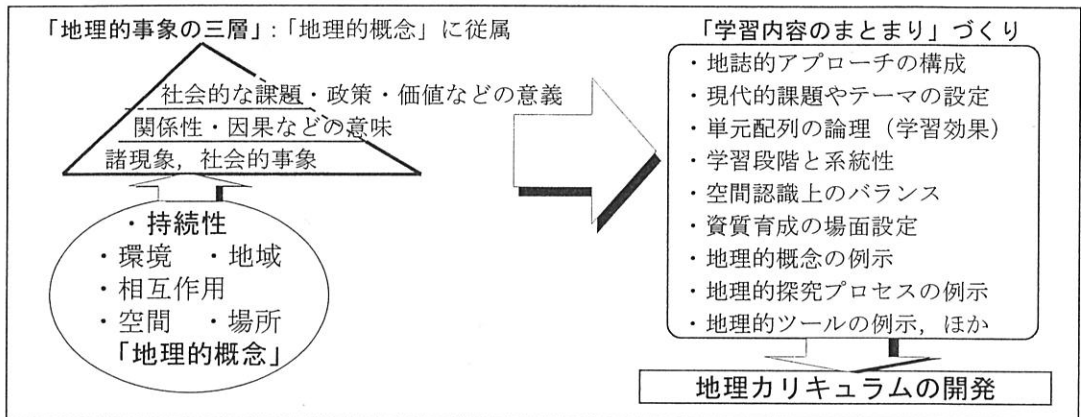 「地理的事象の三層」:「地理的概念」に従属
社会的な課題・政策・価値などの意義
関係性・因果などの意味
諸現象,社会的事象
・持続性
・環境 ・地域
・相互作用
・空間 ・場所
「地理的概念」
「学習内容のまとまり」づくり
・地誌的アプローチの構成
・現代的課題やテーマの設定
・単元配列の論理(学習効果)
・学習段階と系統性
・空間認識上のバランス
・資質育成の場面設定
・地理的概念の例示
・地理的探究プロセスの例示
・地理的ツールの例示,ほか
地理カリキュラムの開発